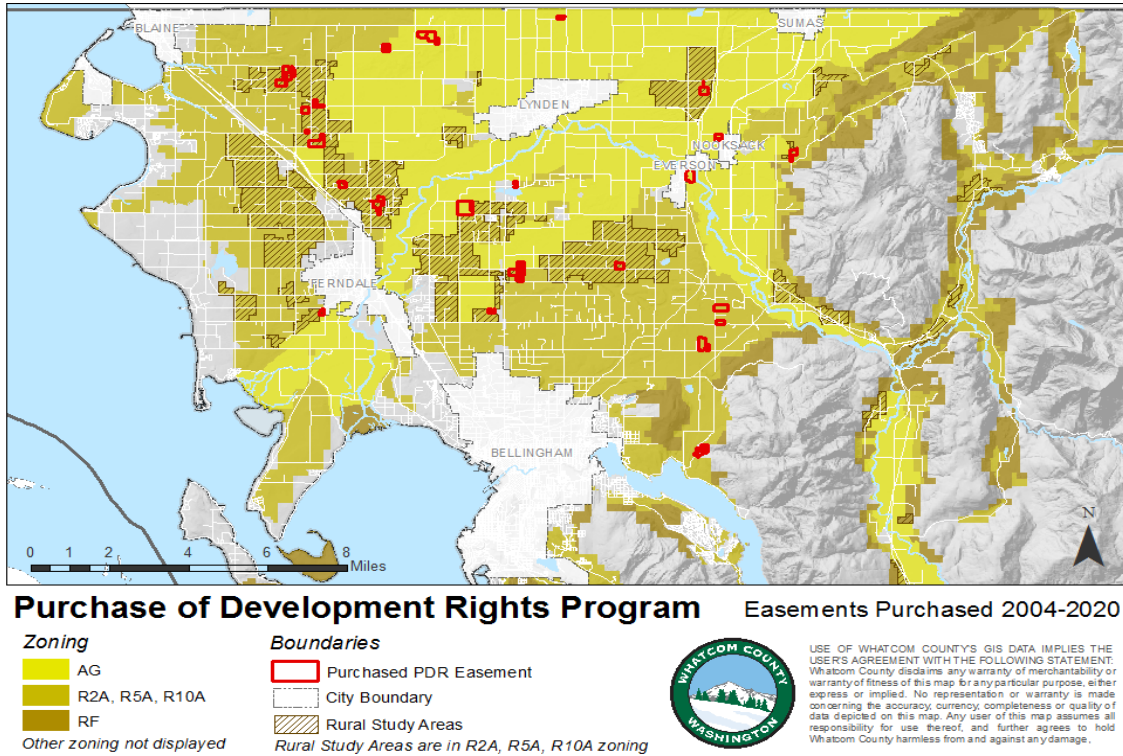 BLAINE
SUMAS
LYNDEN
NOOKSACK
EVERSON
FERNDALE
BELLINGHAM
N
0 1 2 4 6 8
Miles
Purchase of Development Rights Program
Easements Purchased 2004-2020
Zoning
AG
R2A, R5A, R10A
RF
Other zoning not displayed
Boundaries
Purchased PDR Easement
City Boundary
Rural Study Areas
Rural Study Areas are in R2A, R5A, R10A zoning
WHATCOM COUNTY
WASHINGTON
USE OF WHATCOM COUNTY'S GIS DATA IMPLIES THE
USER'S AGREEMENT WITH THE FOLLOWING STATEMENT:
Whatcom County disclaims any warranty of merchantability or
warranty of fitness of this map for any particular purpose, either
express or implied. No representation or warranty is made
concerning the accuracy, currency, completeness or quality of
data depicted on this map. Any user of this map assumes all
responsibility for use thereof, and further agrees to hold
Whatcom County harmless from and against any damage,